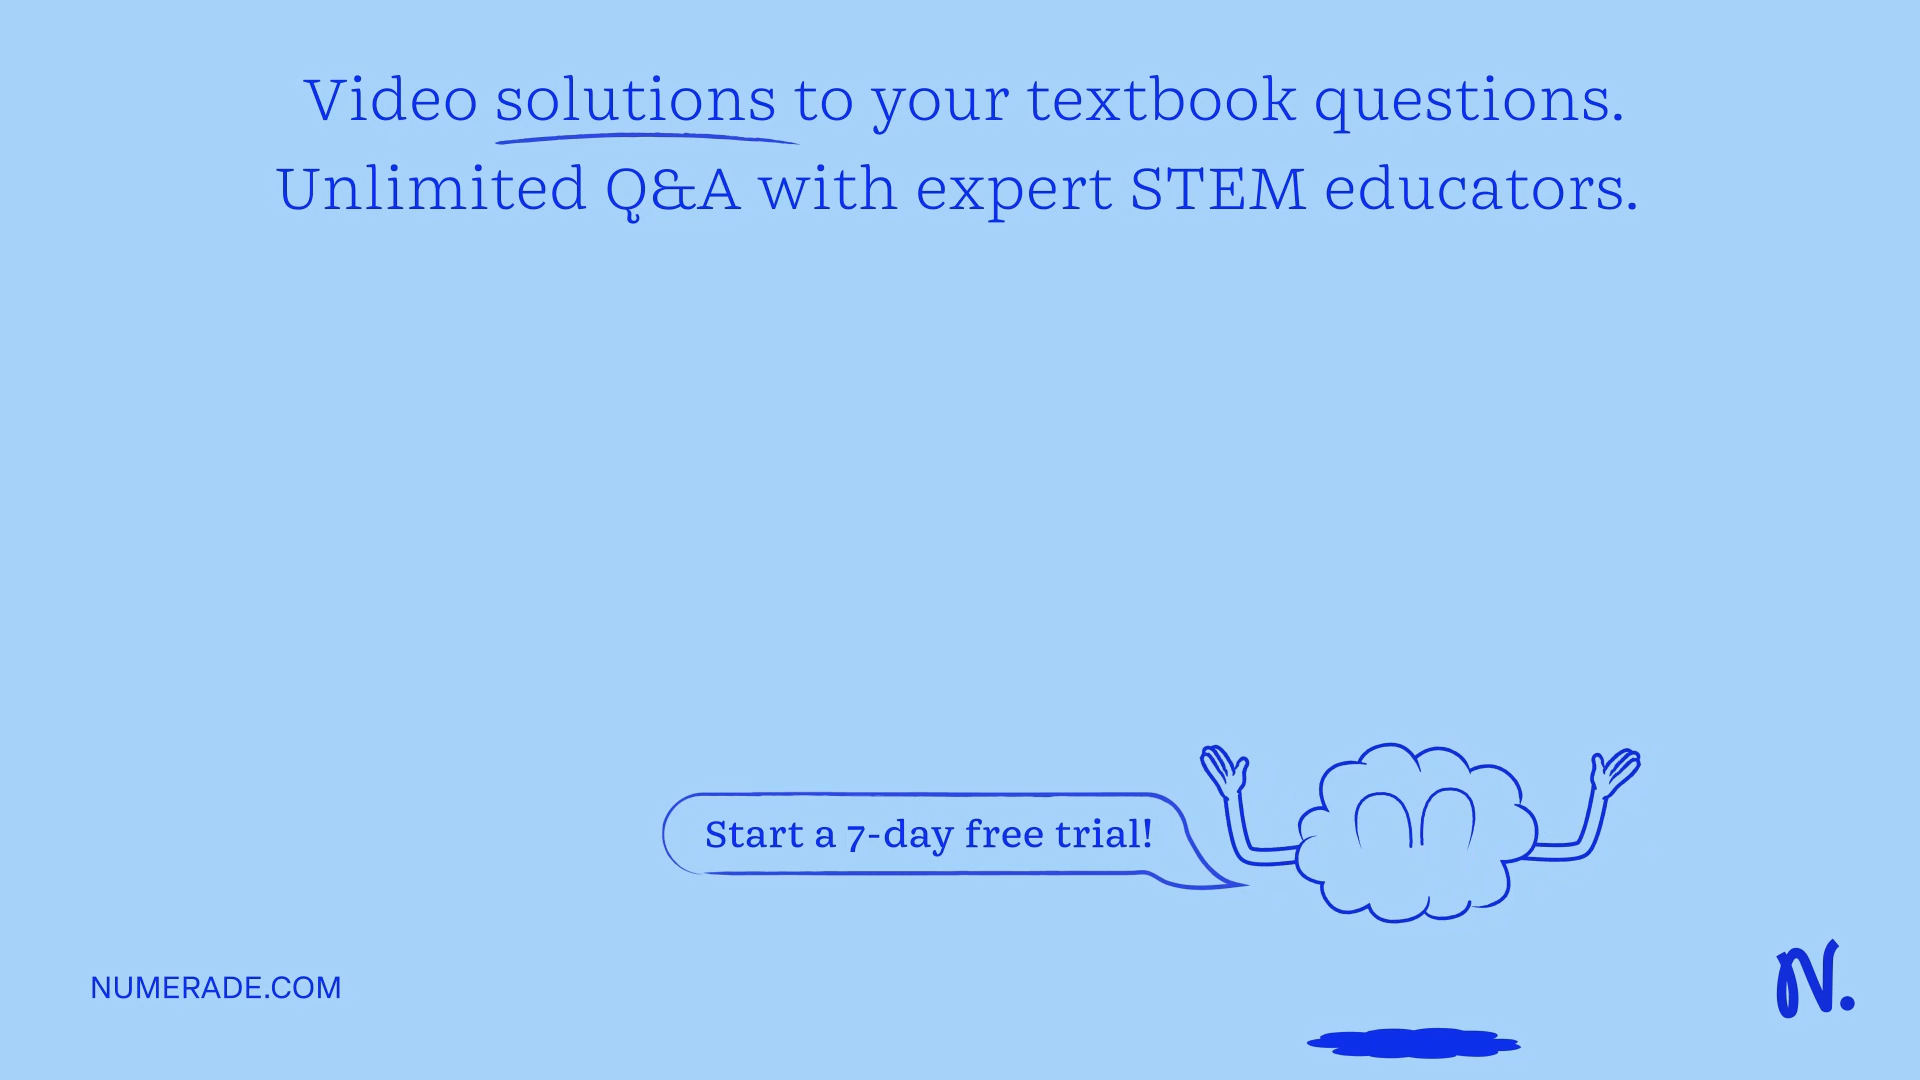 Video solutions to your textbook questions.
Unlimited Q&A with expert STEM educators.
Start a 7-day free trial!
NUMERADE.COM
N.